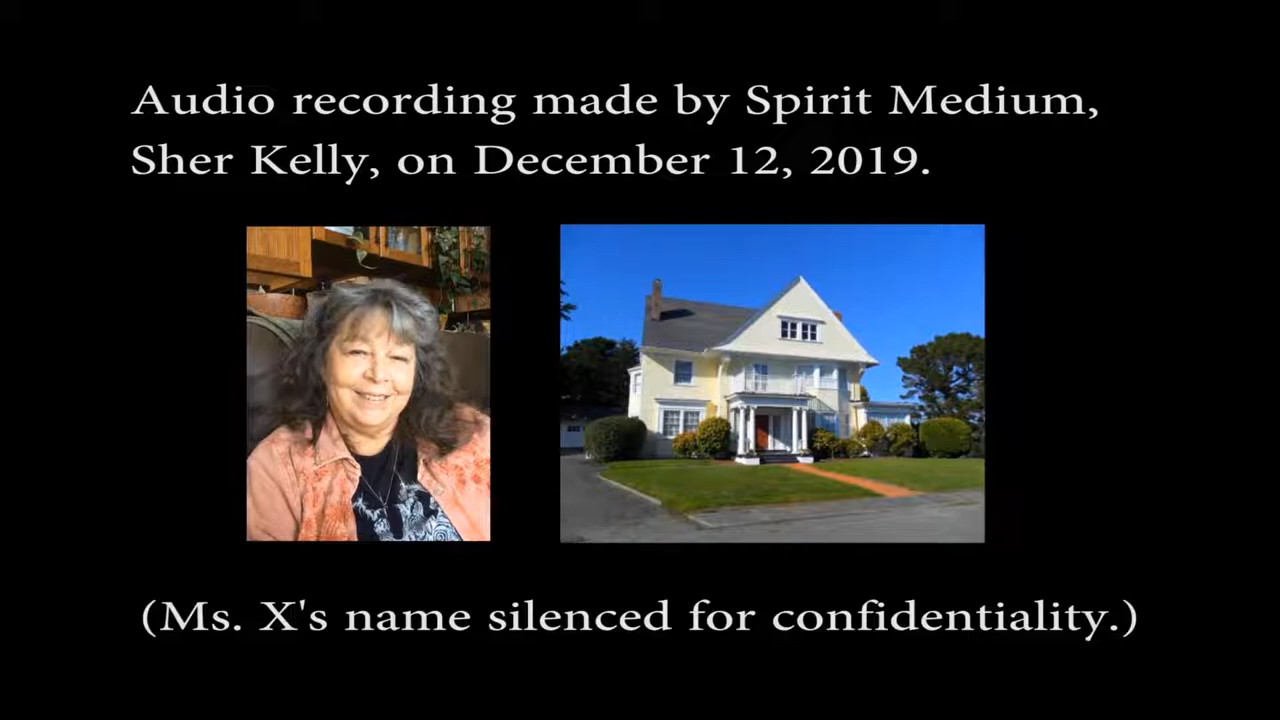 Audio recording made by Spirit Medium,
Sher Kelly, on December 12, 2019.
(Ms. X's name silenced for confidentiality.)